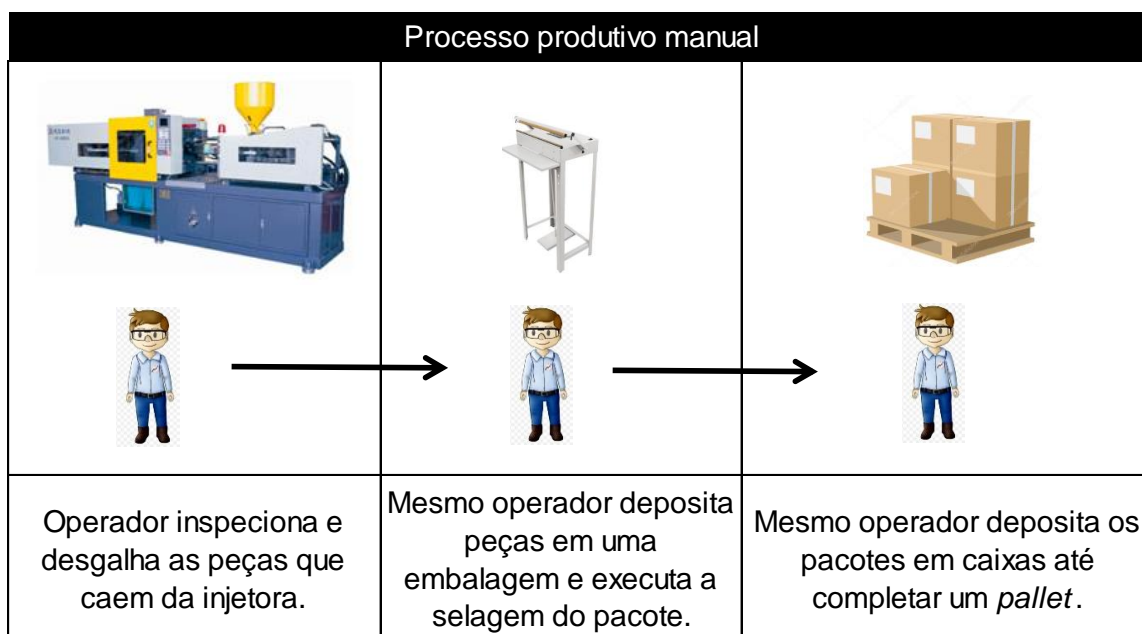 Processo produtivo manual
Operador inspeciona e
desgalha as peças que
caem da injetora.
Mesmo operador deposita
peças em uma
embalagem e executa a
selagem do pacote.
Mesmo operador deposita os
pacotes em caixas até
completar um pallet.